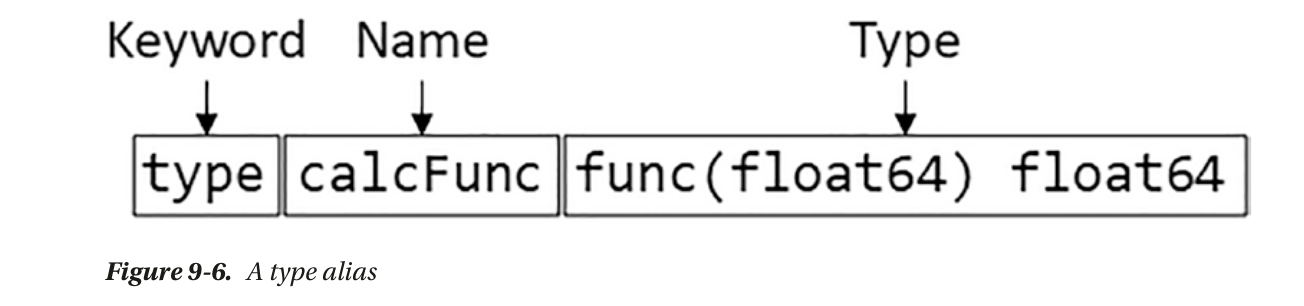 Keyword Name Type
type calcFunc func(float64) float64
Figure 9-6. A type alias